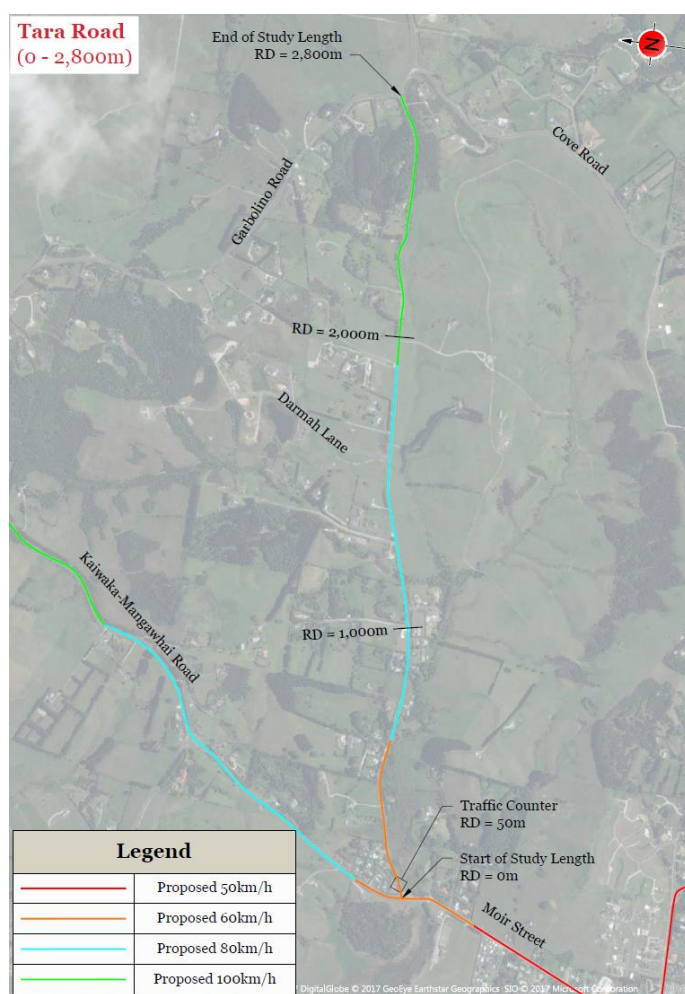 Tara Road
(0 - 2,800m)
End of Study Length
RD = 2,800m
N
Cove Road
Garbolino Road
RD = 2,000m
Darmah Lane
Kaiwaka-Mangawhai Road
RD = 1,000m
Traffic Counter
RD = 50m
Start of Study Length
RD = 0m
Moir Street
Legend
Proposed 50km/h
Proposed 60km/h
Proposed 80km/h
Proposed 100km/h
DigitalGlobe © 2017 GeoEye Earthstar Geographics SIO © 2017 Microsoft Corporation